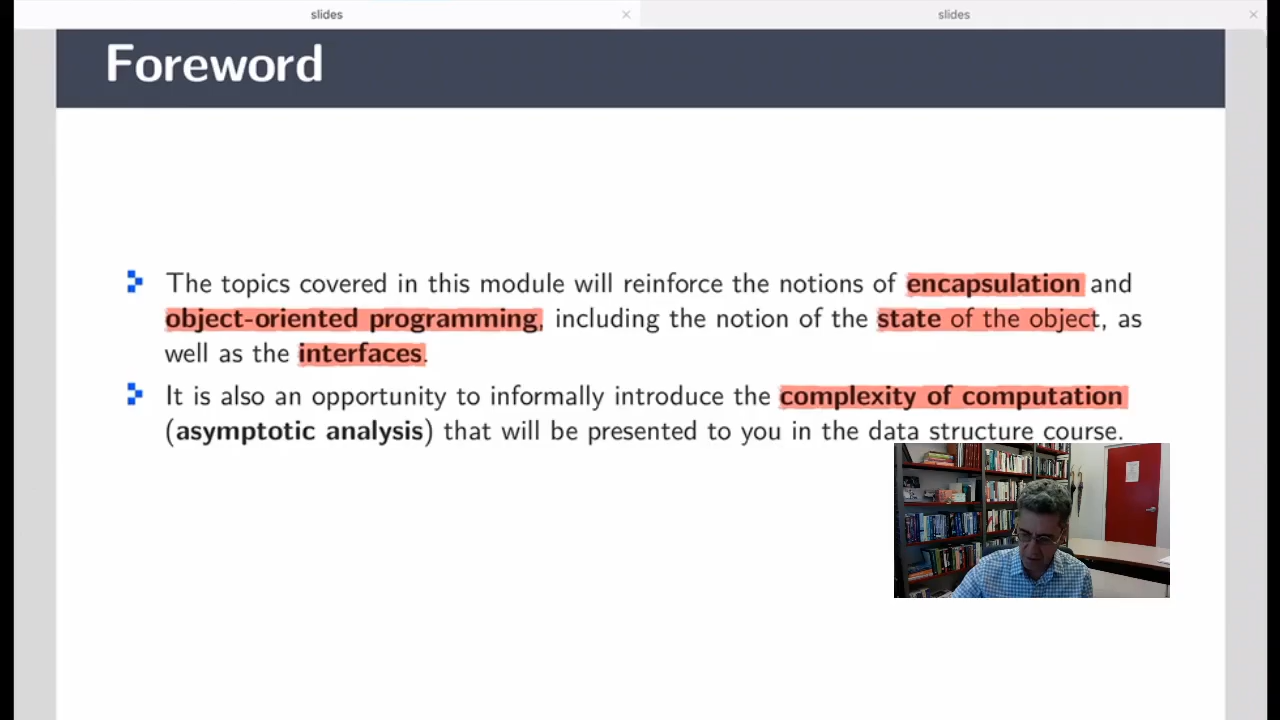 slides
slides
Foreword
The topics covered in this module will reinforce the notions of encapsulation and
object-oriented programming, including the notion of the state of the object, as
well as the interfaces.
It is also an opportunity to informally introduce the complexity of computation
(asymptotic analysis) that will be presented to you in the data structure course.